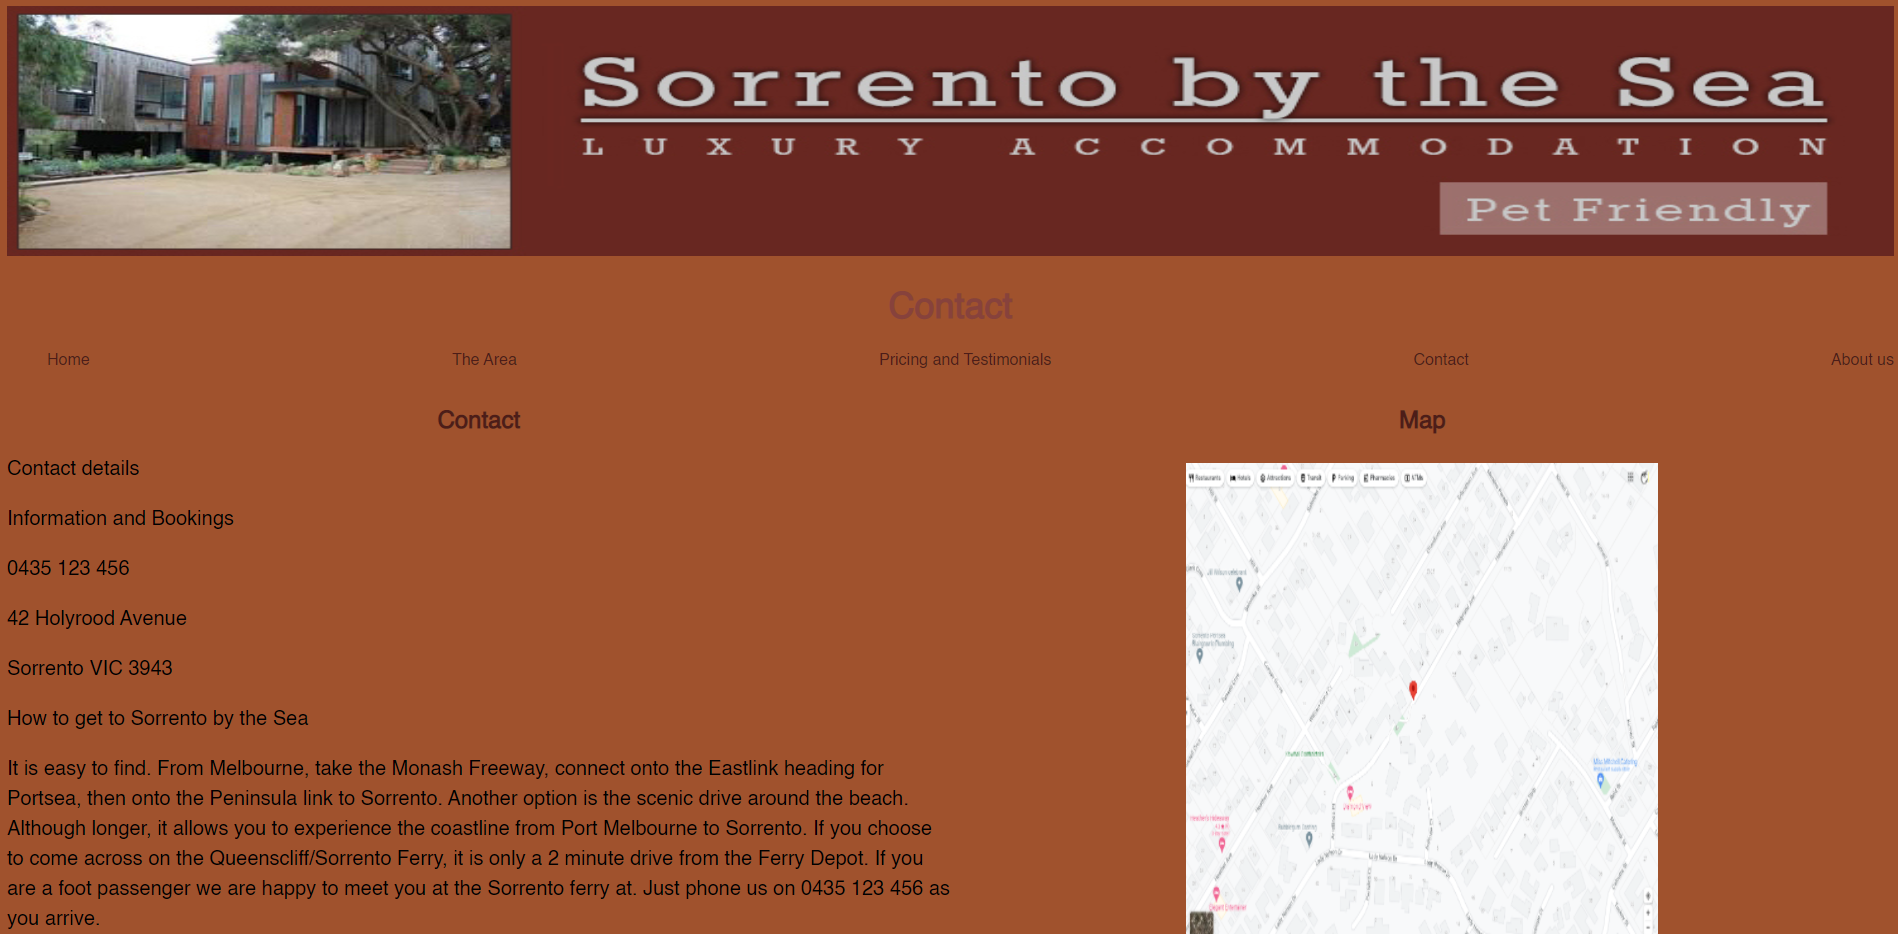 Sorrento by the Sea
LUXURY ACCOMMODATION
Pet Friendly
Contact
Home
The Area
Pricing and Testimonials
Contact
About us
Contact
Contact details
Information and Bookings
0435 123 456
42 Holyrood Avenue
Sorrento VIC 3943
How to get to Sorrento by the Sea
It is easy to find. From Melbourne, take the Monash Freeway, connect onto the Eastlink heading for
Portsea, then onto the Peninsula link to Sorrento. Another option is the scenic drive around the beach.
Although longer, it allows you to experience the coastline from Port Melbourne to Sorrento. If you choose
to come across on the Queenscliff/Sorrento Ferry, it is only a 2 minute drive from the Ferry Depot. If you
are a foot passenger we are happy to meet you at the Sorrento ferry at. Just phone us on 0435 123 456 as
you arrive.
Map
Restaurants
Hotels
Attractions
Transit
Parking
Pharmacies
ATMs